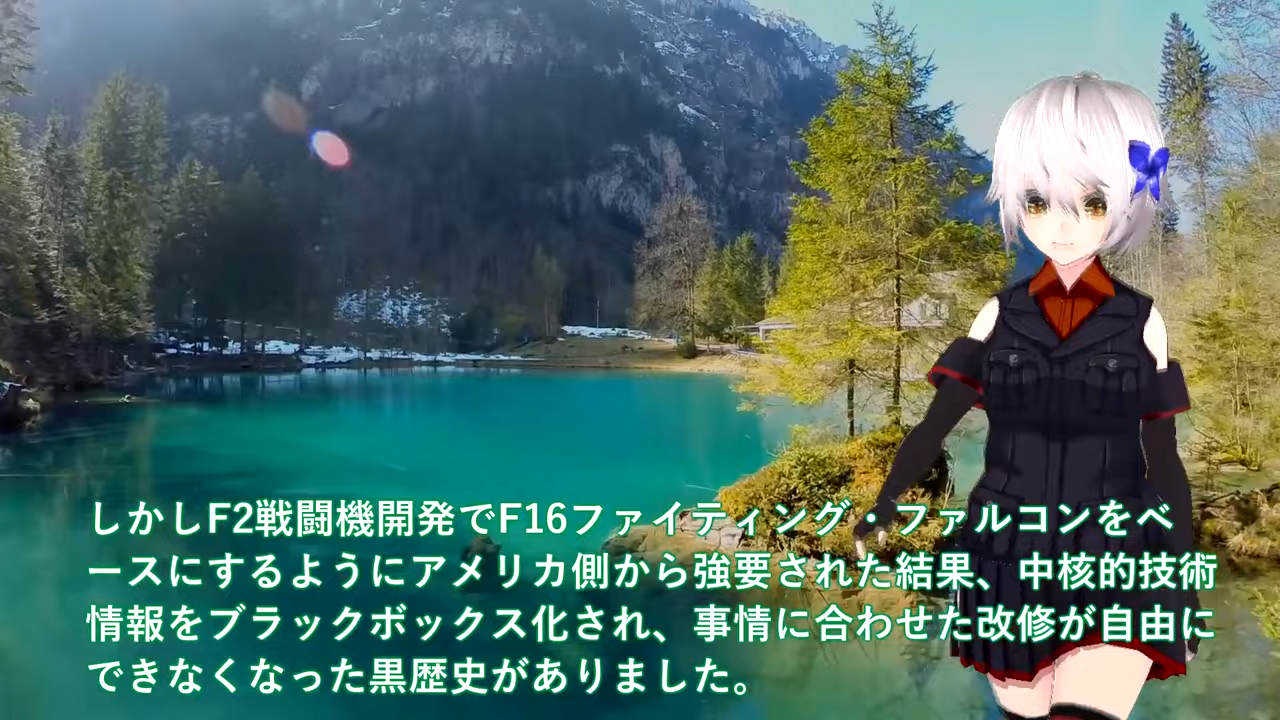 しかしF2戦闘機開発でF16ファイティング・ファルコンをベ
ースにするようにアメリカ側から強要された結果、中核的技術
情報をブラックボックス化され、事情に合わせた改修が自由に
できなくなった黒歴史がありました。